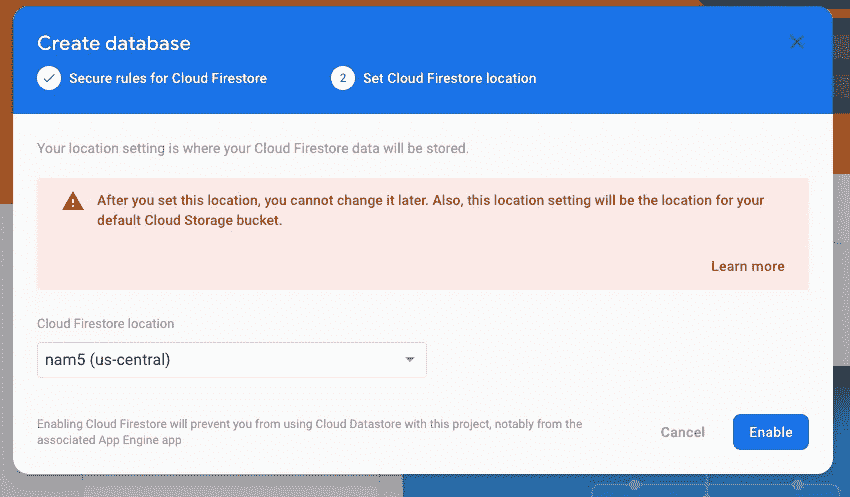 Create database
Secure rules for Cloud Firestore
2 Set Cloud Firestore location
Your location setting is where your Cloud Firestore data will be stored.
After you set this location, you cannot change it later. Also, this location setting will be the location for your
default Cloud Storage bucket.
Learn more
Cloud Firestore location
nam5 (us-central)
Enabling Cloud Firestore will prevent you from using Cloud Datastore with this project, notably from the
associated App Engine app
Cancel
Enable